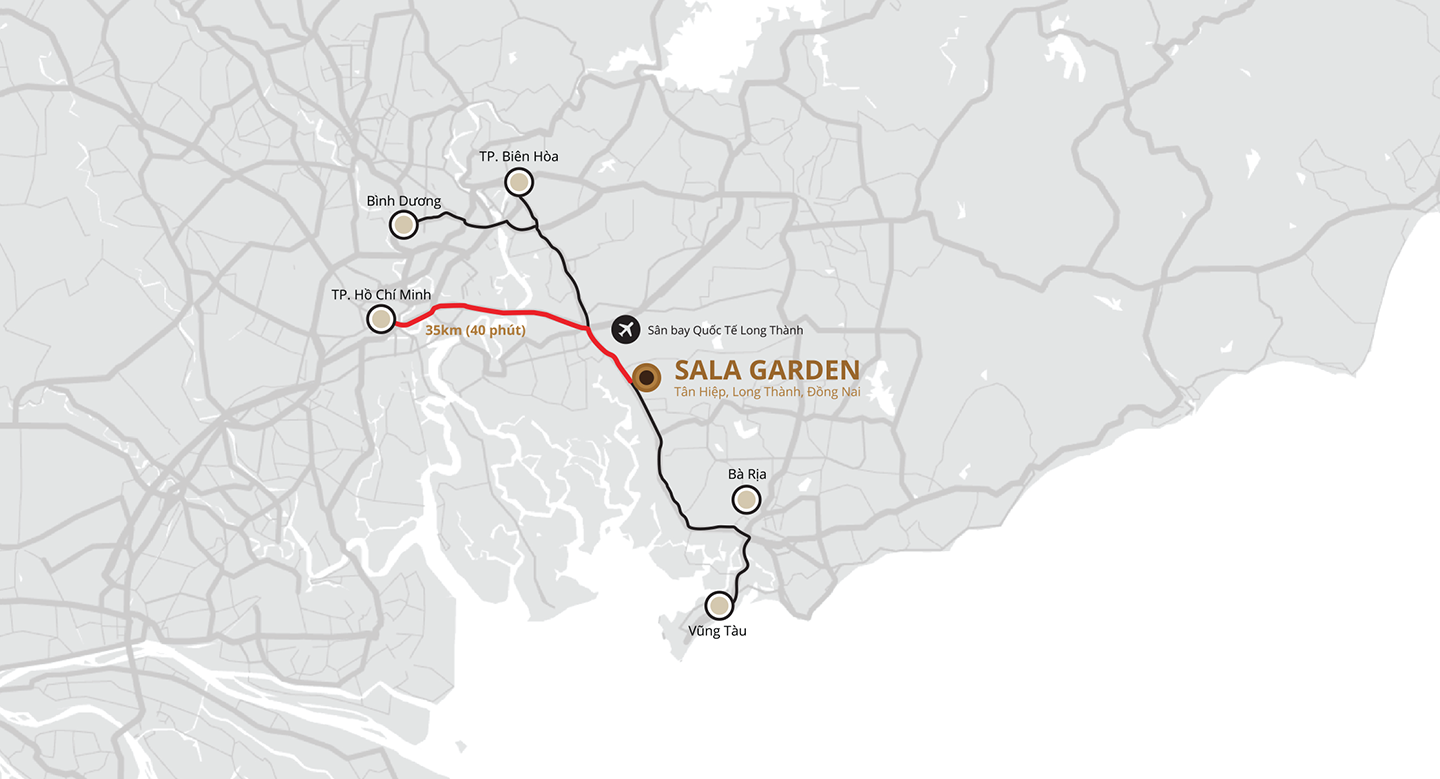 TP. Biên Hòa
Bình Dương
TP. Hồ Chí Minh
35km (40 phút)
Sân bay Quốc Tế Long Thành
SALA GARDEN
Tân Hiệp, Long Thành, Đồng Nai
Bà Rịa
Vũng Tàu